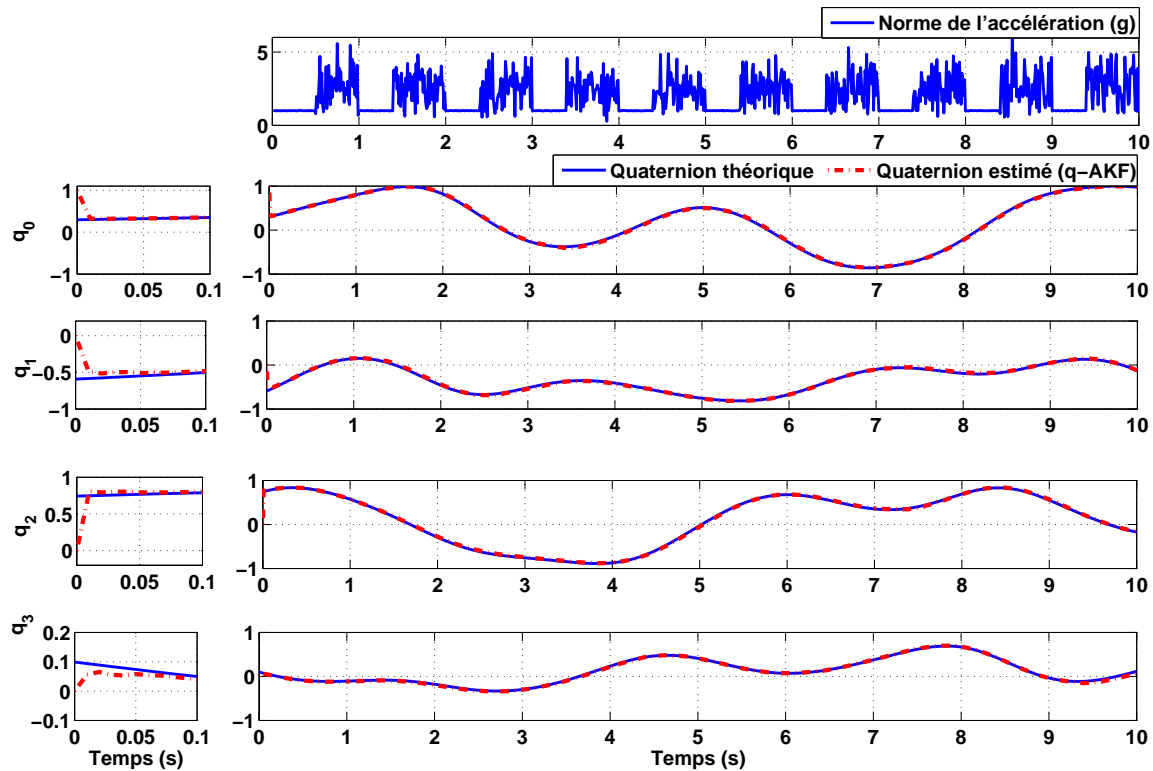 Norme de l'accélération (g)
5
0
0 1 2 3 4 5 6 7 8 9 10
Quaternion théorique Quaternion estimé (q−AKF)
q0
1
0
−1
0 0.05 0.1
1
0
−1
0 1 2 3 4 5 6 7 8 9 10
q1
0
−0.5
−1
0 0.05 0.1
1
0
−1
0 1 2 3 4 5 6 7 8 9 10
q2
1
0.5
0
0 0.05 0.1
1
0
−1
0 1 2 3 4 5 6 7 8 9 10
q3
0.2
0.1
0
−0.1
0 0.05 0.1
Temps (s)
1
0
−1
0 1 2 3 4 5 6 7 8 9 10
Temps (s)